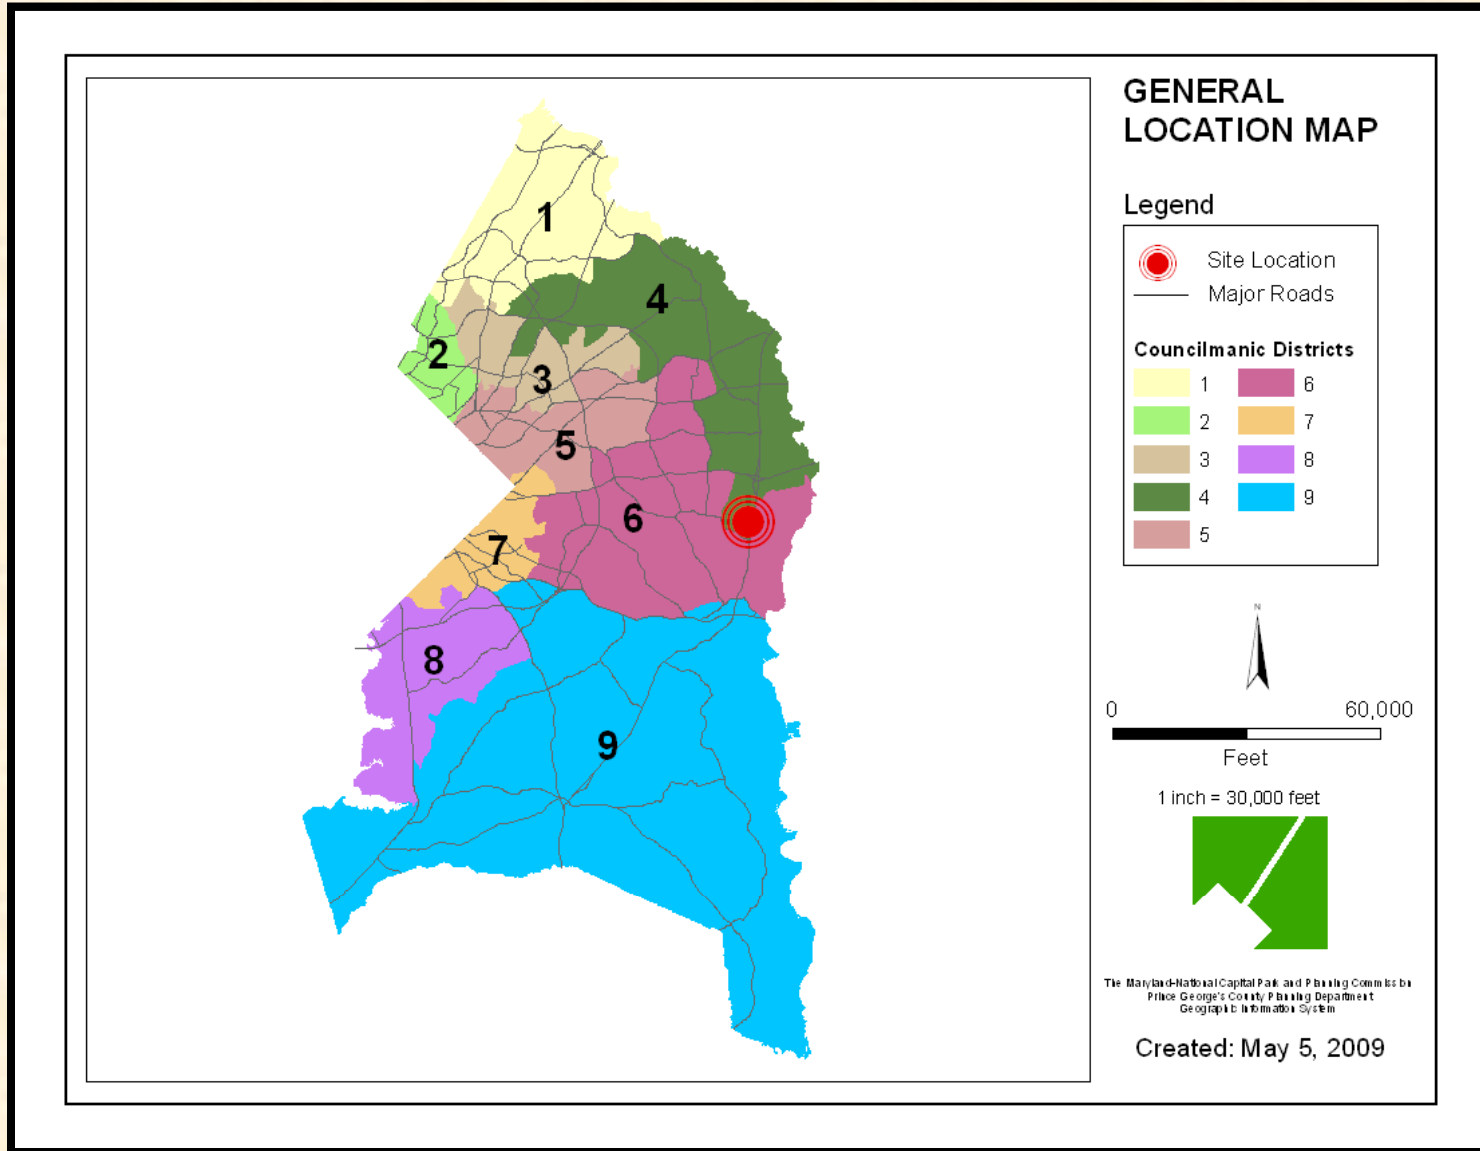 GENERAL
LOCATION MAP
Legend
Site Location
Major Roads
Councilmanic Districts
1 6
2 7
3 8
4 9
5
N
0 60,000
Feet
1 inch = 30,000 feet
The Maryland-National Capital Park and Planning Commission
Prince George's County Planning Department
Geographic Information System
Created: May 5, 2009
1
4
2
3
5
6
7
8
9